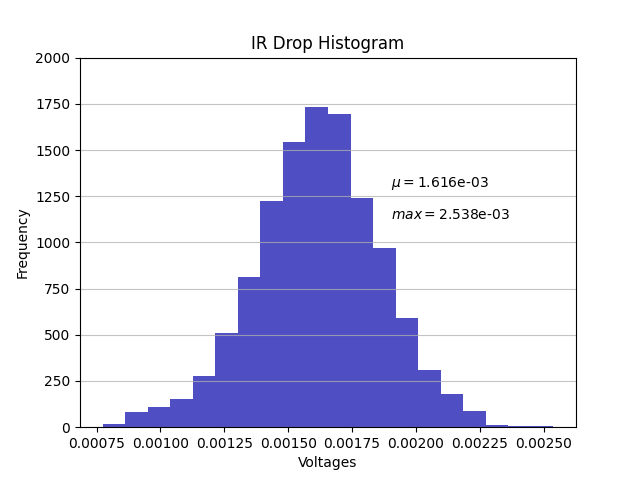 IR Drop Histogram
2000
1750
1500
1250
1000
750
500
250
0
Frequency
μ = 1.616e-03
max = 2.538e-03
0.00075 0.00100 0.00125 0.00150 0.00175 0.00200 0.00225 0.00250
Voltages